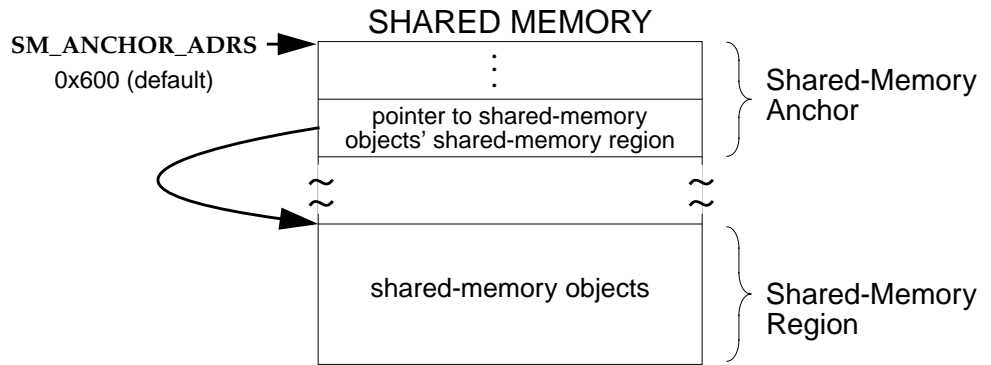 SHARED MEMORY
SM_ANCHOR_ADRS
0x600 (default)
Shared-Memory
Anchor
pointer to shared-memory
objects’ shared-memory region
shared-memory objects
Shared-Memory
Region